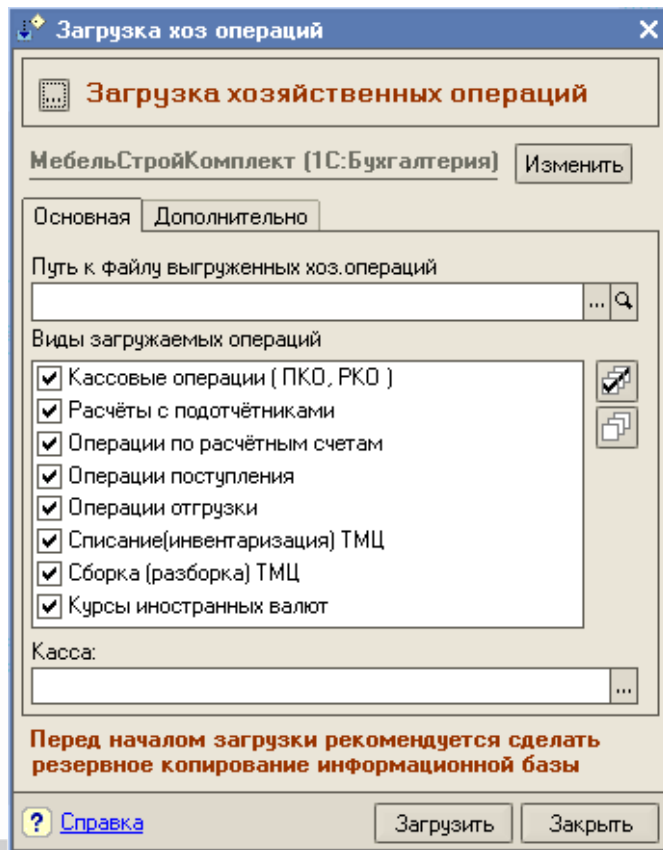 Загрузка хоз операций
... Загрузка хозяйственных операций
МебельСтройКомплект (1С:Бухгалтерия) Изменить
Основная Дополнительно
Путь к файлу выгруженных хоз.операций
...
Виды загружаемых операций
Кассовые операции ( ПКО, РКО )
Расчёты с подотчётниками
Операции по расчётным счетам
Операции поступления
Операции отгрузки
Списание(инвентаризация) ТМЦ
Сборка (разборка) ТМЦ
Курсы иностранных валют
Касса:
...
Перед началом загрузки рекомендуется сделать
резервное копирование информационной базы
? Справка Загрузить Закрыть